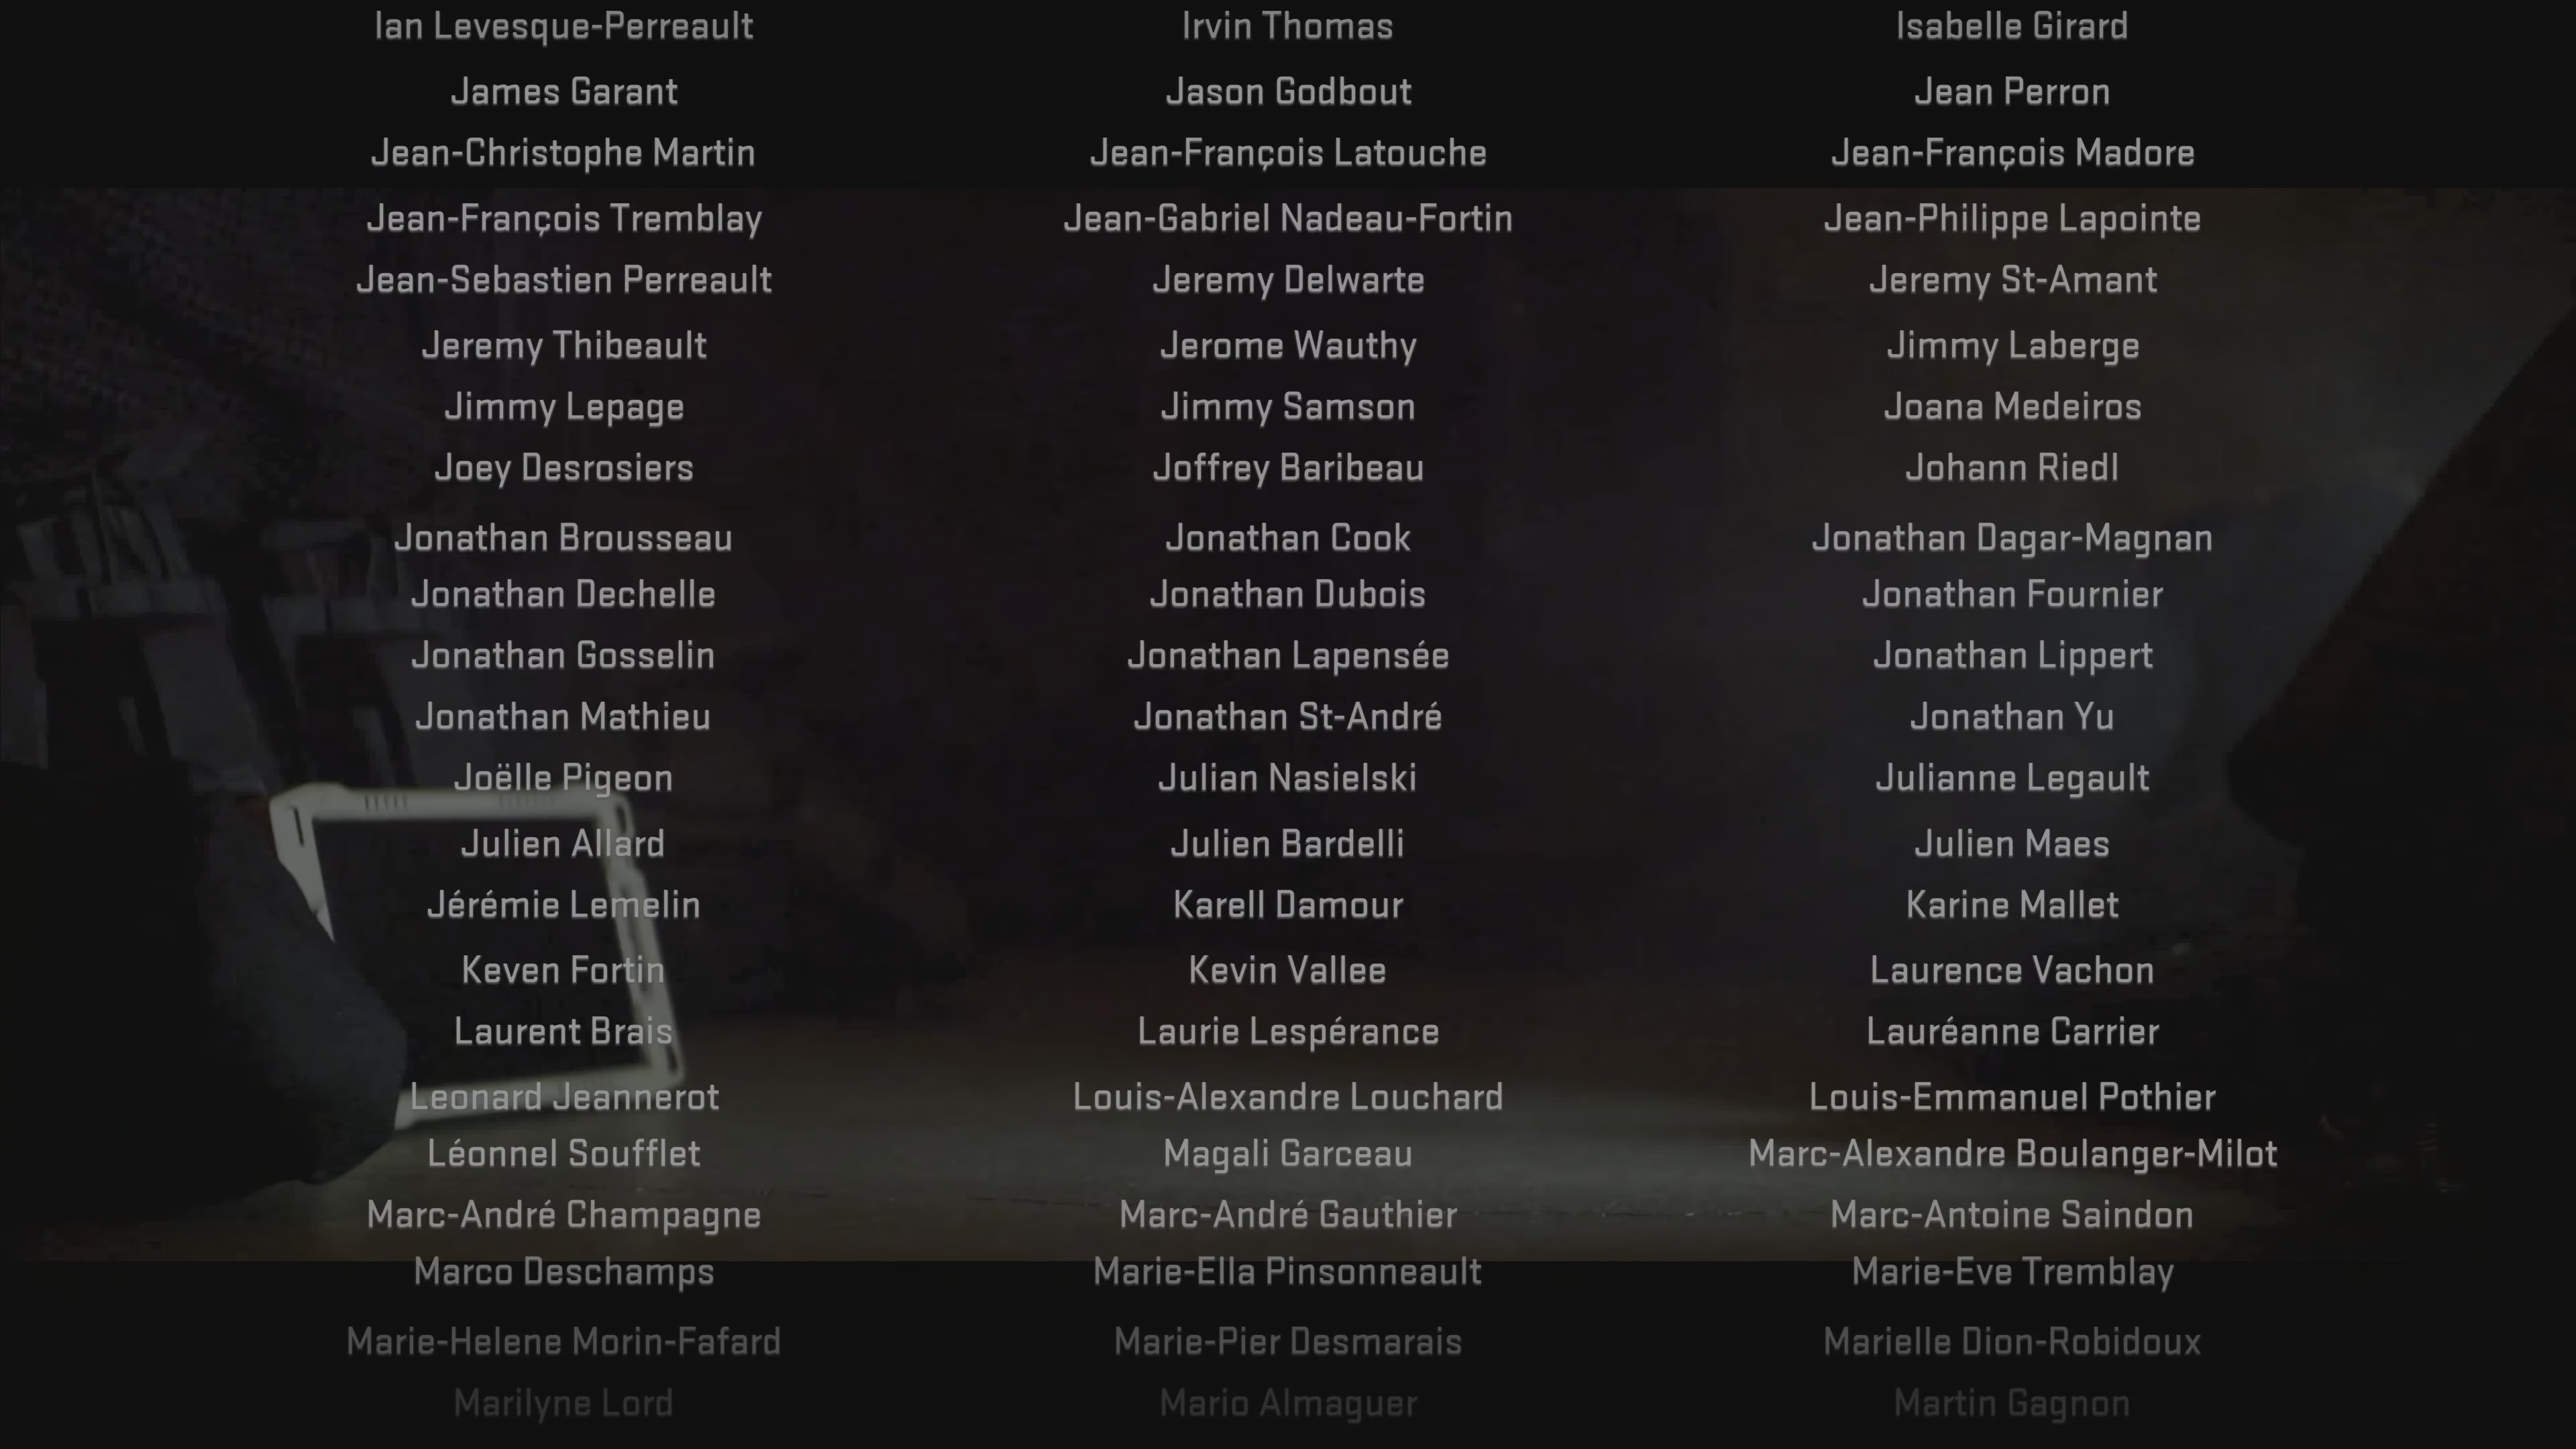 Ian Levesque-Perreault Irvin Thomas Isabelle Girard
James Garant Jason Godbout Jean Perron
Jean-Christophe Martin Jean-François Latouche Jean-François Madore
Jean-François Tremblay Jean-Gabriel Nadeau-Fortin Jean-Philippe Lapointe
Jean-Sebastien Perreault Jeremy Delwarte Jeremy St-Amant
Jeremy Thibeault Jerome Wauthy Jimmy Laberge
Jimmy Lepage Jimmy Samson Joana Medeiros
Joey Desrosiers Joffrey Baribeau Johann Riedl
Jonathan Brousseau Jonathan Cook Jonathan Dagar-Magnan
Jonathan Dechelle Jonathan Dubois Jonathan Fournier
Jonathan Gosselin Jonathan Lapensée Jonathan Lippert
Jonathan Mathieu Jonathan St-André Jonathan Yu
Joëlle Pigeon Julian Nasielski Julianne Legault
Julien Allard Julien Bardelli Julien Maes
Jérémie Lemelin Karell Damour Karine Mallet
Keven Fortin Kevin Vallee Laurence Vachon
Laurent Brais Laurie Lespérance Lauréanne Carrier
Leonard Jeannerot Louis-Alexandre Louchard Louis-Emmanuel Pothier
Léonnel Soufflet Magali Garceau Marc-Alexandre Boulanger-Milot
Marc-André Champagne Marc-André Gauthier Marc-Antoine Saindon
Marco Deschamps Marie-Ella Pinsonneault Marie-Eve Tremblay
Marie-Helene Morin-Fafard Marie-Pier Desmarais Marielle Dion-Robidoux
Marilyne Lord Mario Almaguer Martin Gagnon